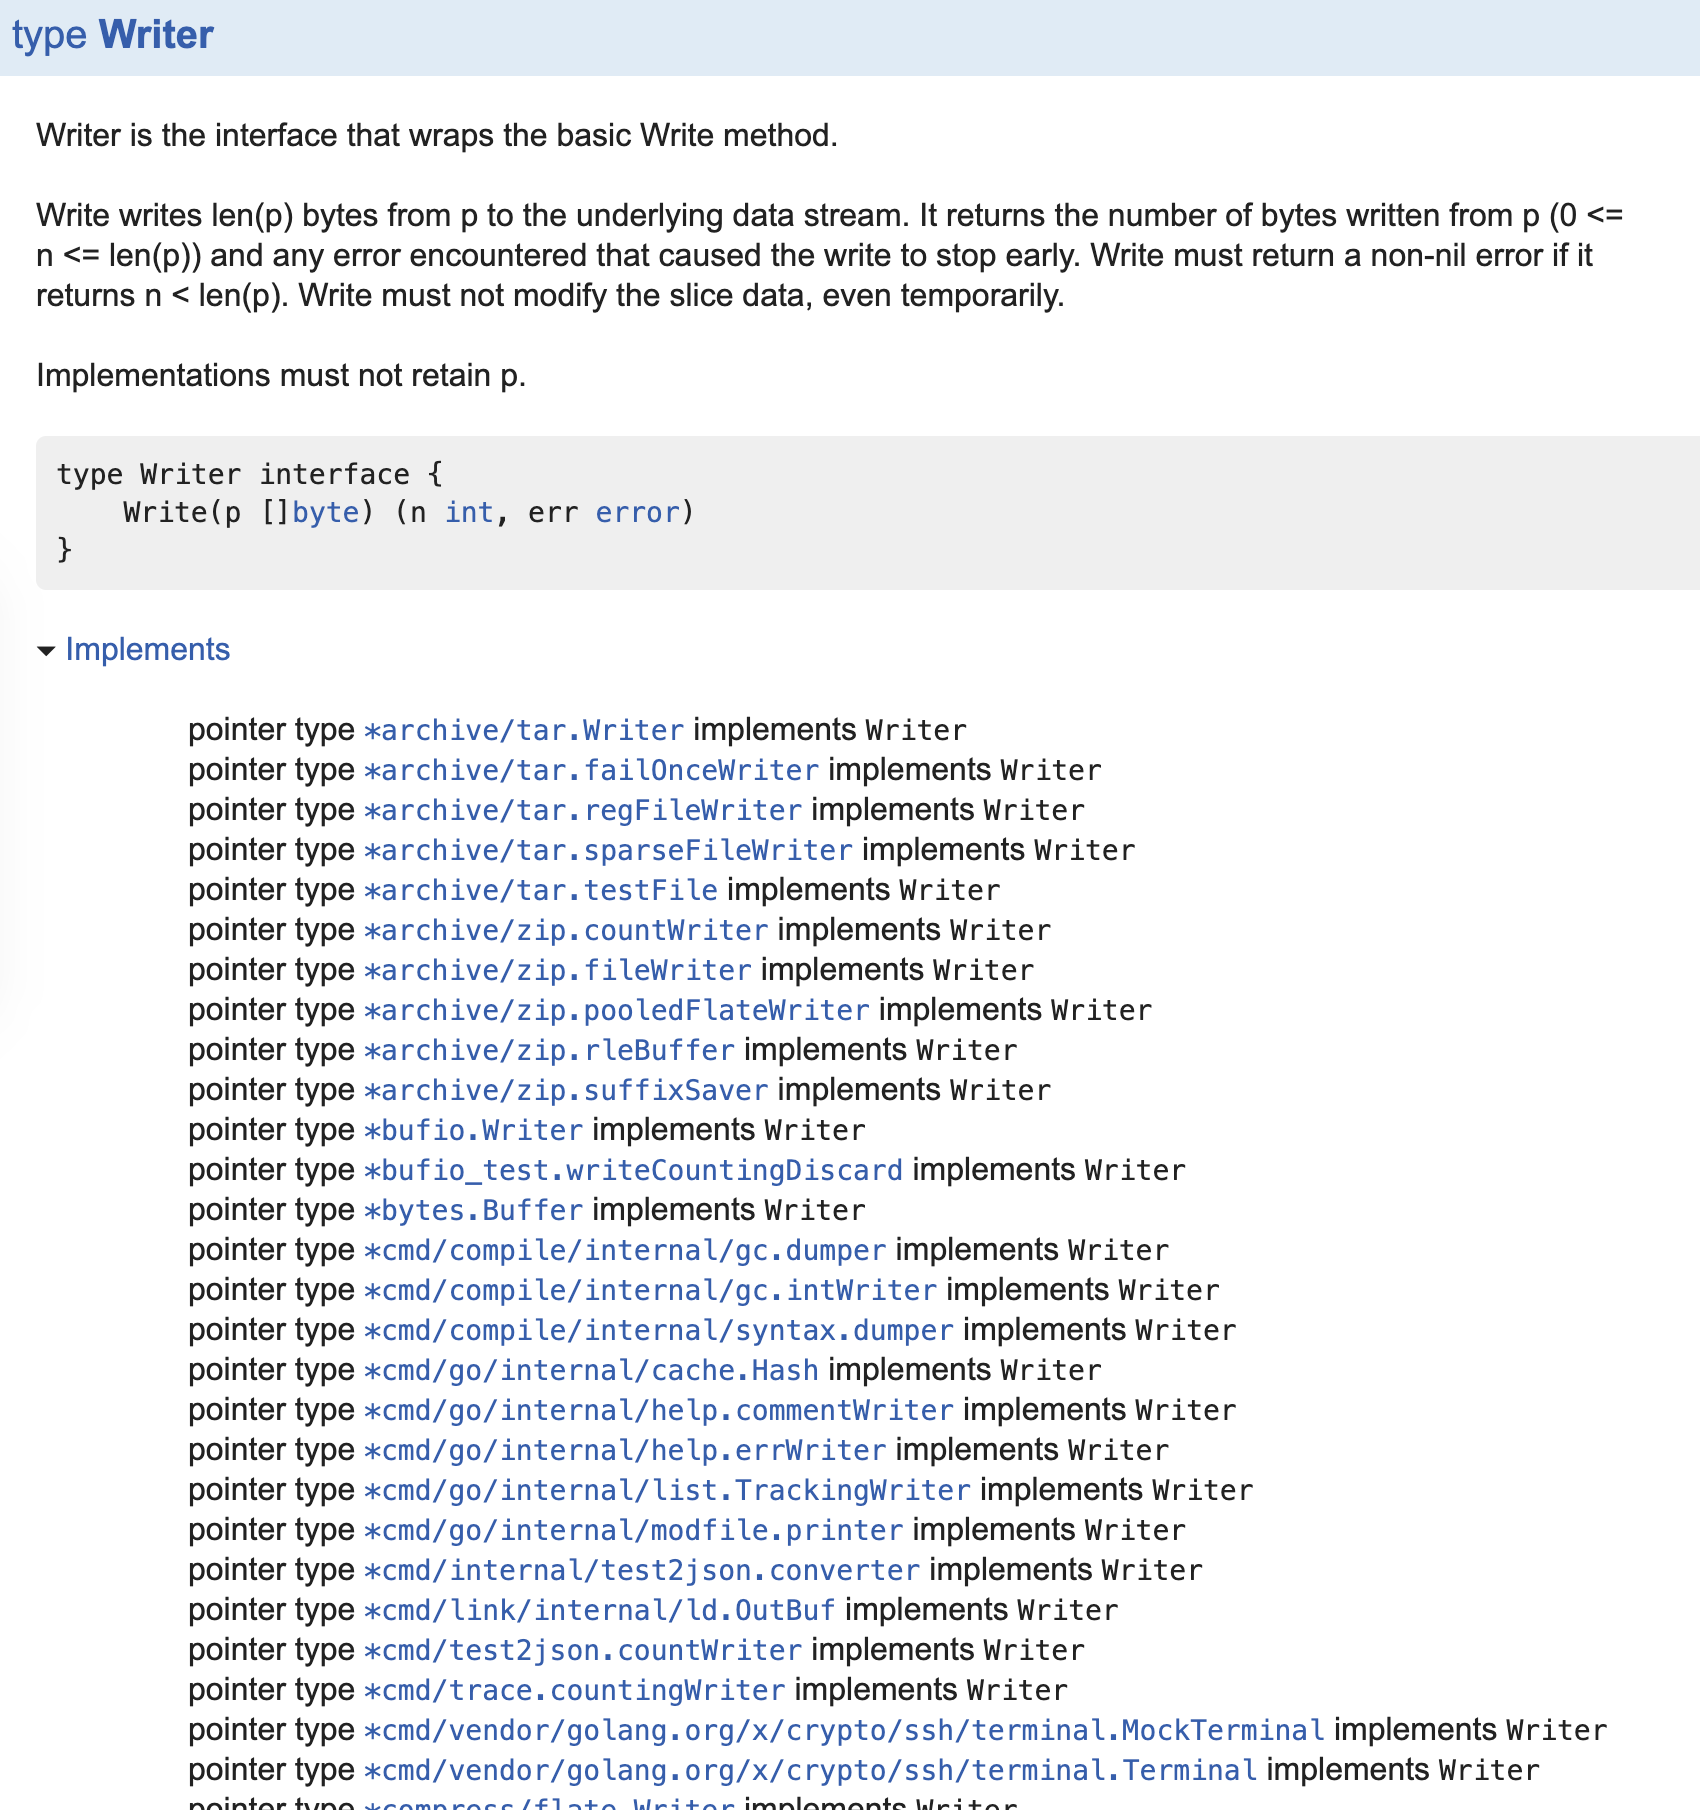 type Writer
Writer is the interface that wraps the basic Write method.
Write writes len(p) bytes from p to the underlying data stream. It returns the number of bytes written from p (0 <=
n <= len(p)) and any error encountered that caused the write to stop early. Write must return a non-nil error if it
returns n < len(p). Write must not modify the slice data, even temporarily.
Implementations must not retain p.
type Writer interface {
    Write(p []byte) (n int, err error)
}
Implements
pointer type *archive/tar.Writer implements Writer
pointer type *archive/tar.failOnceWriter implements Writer
pointer type *archive/tar.regFileWriter implements Writer
pointer type *archive/tar.sparseFileWriter implements Writer
pointer type *archive/tar.testFile implements Writer
pointer type *archive/zip.countWriter implements Writer
pointer type *archive/zip.fileWriter implements Writer
pointer type *archive/zip.pooledFlateWriter implements Writer
pointer type *archive/zip.rleBuffer implements Writer
pointer type *archive/zip.suffixSaver implements Writer
pointer type *bufio.Writer implements Writer
pointer type *bufio_test.writeCountingDiscard implements Writer
pointer type *bytes.Buffer implements Writer
pointer type *cmd/compile/internal/gc.dumper implements Writer
pointer type *cmd/compile/internal/gc.intWriter implements Writer
pointer type *cmd/compile/internal/syntax.dumper implements Writer
pointer type *cmd/go/internal/cache.Hash implements Writer
pointer type *cmd/go/internal/help.commentWriter implements Writer
pointer type *cmd/go/internal/help.errWriter implements Writer
pointer type *cmd/go/internal/list.TrackingWriter implements Writer
pointer type *cmd/go/internal/modfile.printer implements Writer
pointer type *cmd/internal/test2json.converter implements Writer
pointer type *cmd/link/internal/ld.OutBuf implements Writer
pointer type *cmd/test2json.countWriter implements Writer
pointer type *cmd/trace.countingWriter implements Writer
pointer type *cmd/vendor/golang.org/x/crypto/ssh/terminal.MockTerminal implements Writer
pointer type *cmd/vendor/golang.org/x/crypto/ssh/terminal.Terminal implements Writer
pointer type *compress/flate.Writer implements Writer